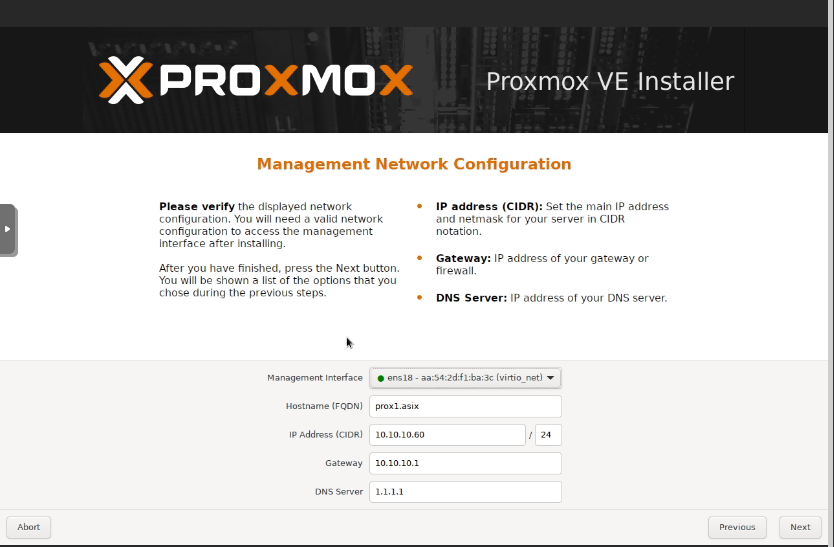 PROXMOX
Proxmox VE Installer
Management Network Configuration
Please verify the displayed network
configuration. You will need a valid network
configuration to access the management
interface after installing.
After you have finished, press the Next button.
You will be shown a list of the options that you
chose during the previous steps.
• IP address (CIDR): Set the main IP address
and netmask for your server in CIDR
notation.
• Gateway: IP address of your gateway or
firewall.
• DNS Server: IP address of your DNS server.
Management Interface ens18 - aa:54:2d:f1:ba:3c (virtio_net)
Hostname (FQDN) prox1.asix
IP Address (CIDR) 10.10.10.60 / 24
Gateway 10.10.10.1
DNS Server 1.1.1.1
Abort Previous Next